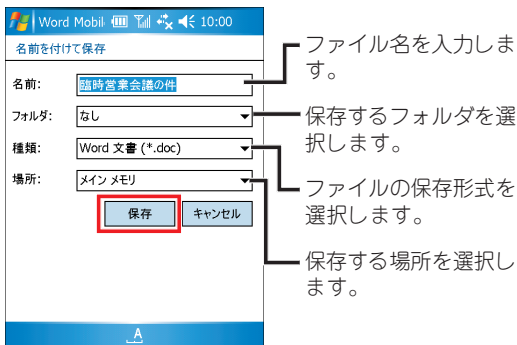 Word Mobil 10:00
名前を付けて保存
名前: 臨時営業会議の件
フォルダ: なし
種類: Word 文書 (*.doc)
場所: メイン メモリ
保存 キャンセル
A
ファイル名を入力しま
す。
保存するフォルダを選
択します。
ファイルの保存形式を
選択します。
保存する場所を選択し
ます。